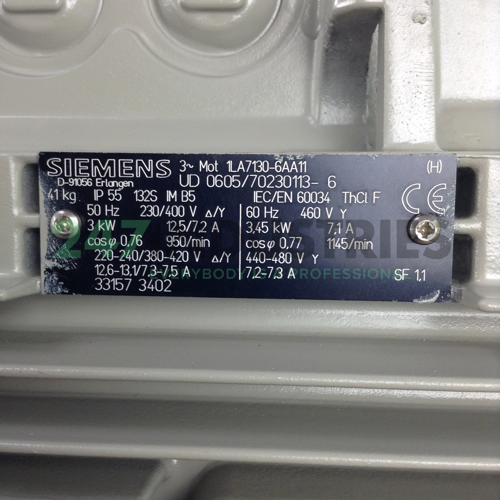 SIEMENS 3~ Mot 1LA7130-6AA11 (H)
D-91056 Erlangen UD 0605/70230113-6
41 kg. IP 55 132S IM B5 IEC/EN 60034 ThCl F
50 Hz 230/400 V Δ/Y 60 Hz 460 V Y
3 kW 12,5/7.2 A 3,45 kW 7,1 A
cosφ 0,76 950/min cosφ 0,77 1145/min
220-240/380-420 V Δ/Y 440-480 V Y
12,6-13,1/7,3-7,5 A 7,2-7,3 A SF 1.1
33157 3402
CE
247 INDUSTRIES